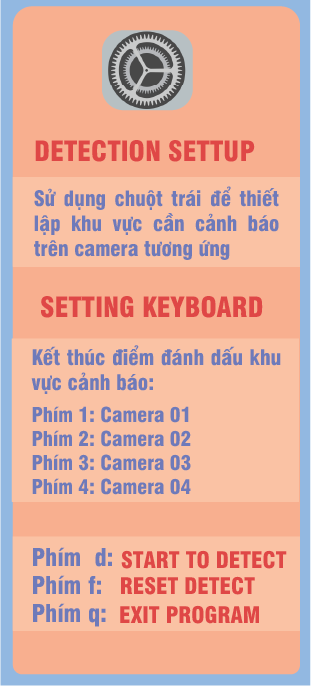 DETECTION SETTUP
Sử dụng chuột trái để thiết
lập khu vực cần cảnh báo
trên camera tương ứng
SETTING KEYBOARD
Kết thúc điểm đánh dấu khu
vực cảnh báo:
Phím 1: Camera 01
Phím 2: Camera 02
Phím 3: Camera 03
Phím 4: Camera 04
Phím d: START TO DETECT
Phím f: RESET DETECT
Phím q: EXIT PROGRAM